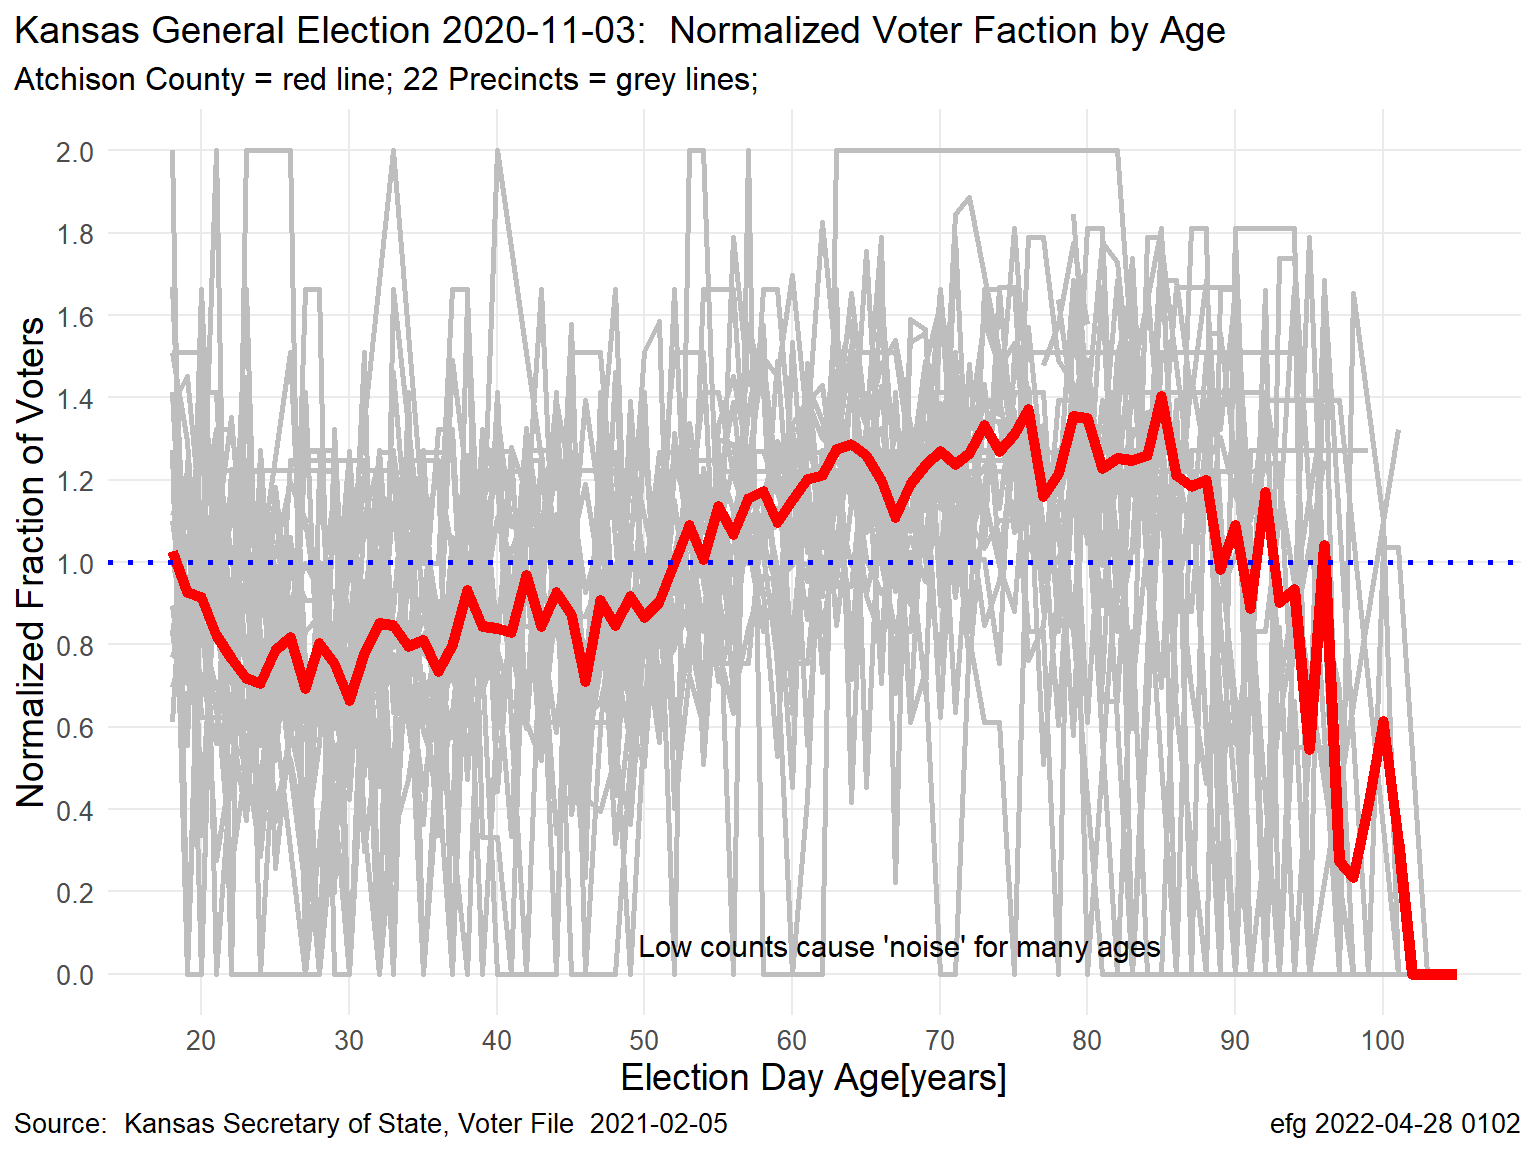 Kansas General Election 2020-11-03:  Normalized Voter Faction by Age
Atchison County = red line; 22 Precincts = grey lines;
Normalized Fraction of Voters
2.0
1.8
1.6
1.4
1.2
1.0
0.8
0.6
0.4
0.2
0.0
Low counts cause 'noise' for many ages
20 30 40 50 60 70 80 90 100
Election Day Age[years]
Source:  Kansas Secretary of State, Voter File  2021-02-05
efg 2022-04-28 0102